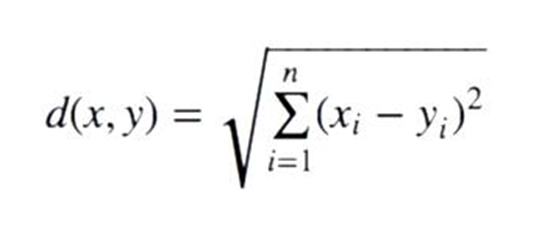 d(x, y) = √∑_{i=1}^{n} (x_i − y_i)^2